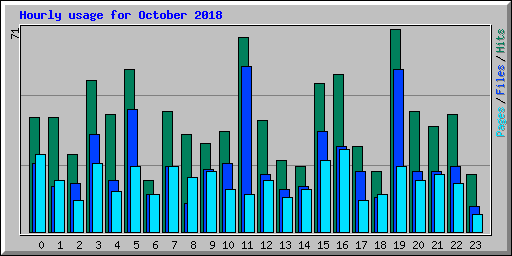 Hourly usage for October 2018
71
Pages/Files/Hits
0 1 2 3 4 5 6 7 8 9 10 11 12 13 14 15 16 17 18 19 20 21 22 23